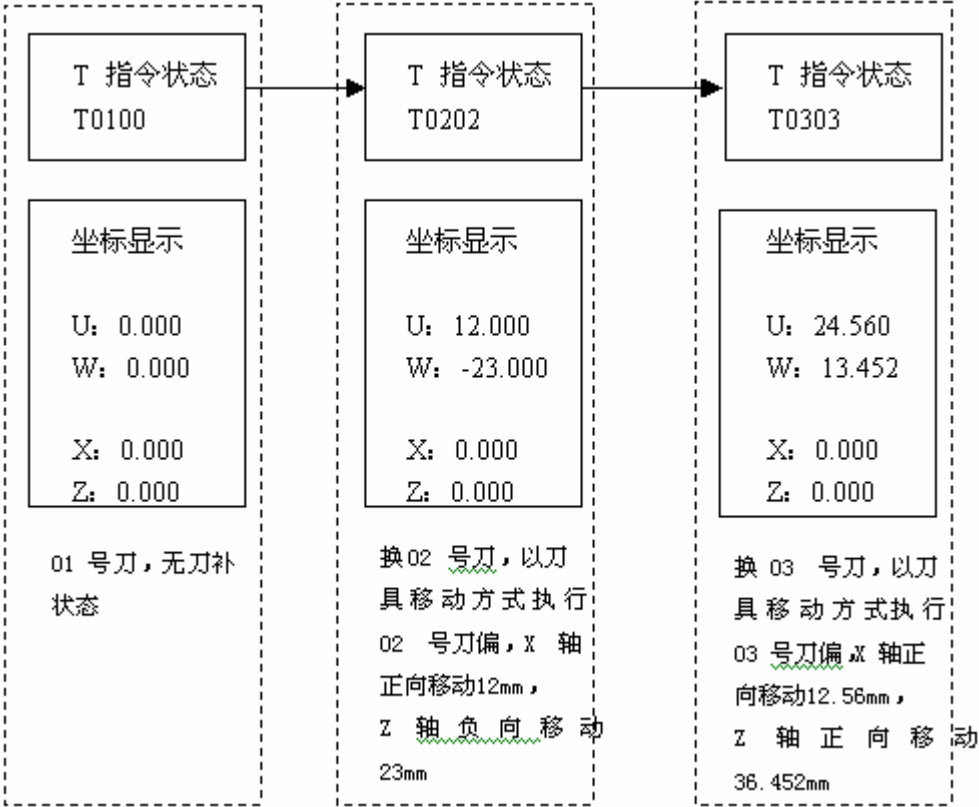 T 指令状态
T0100
坐标显示
U: 0.000
W: 0.000
X: 0.000
Z: 0.000
01 号刀，无刀补
状态
T 指令状态
T0202
坐标显示
U: 12.000
W: -23.000
X: 0.000
Z: 0.000
换02 号刀，以刀
具移动方式执行
02 号刀偏，X 轴
正向移动12mm，
Z 轴负向移动
23mm
T 指令状态
T0303
坐标显示
U: 24.560
W: 13.452
X: 0.000
Z: 0.000
换 03 号刀，以刀
具移动方式执行
03 号刀偏，X 轴正
向移动12.56mm，
Z 轴正向移动
36.452mm